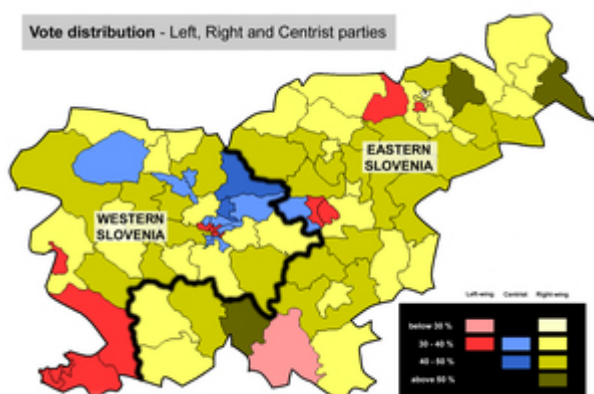 Vote distribution - Left, Right and Centrist parties
EASTERN
SLOVENIA
WESTERN
SLOVENIA
Left-wing Centrist Right-wing
below 30 %
30 - 40 %
40 - 50 %
above 50 %